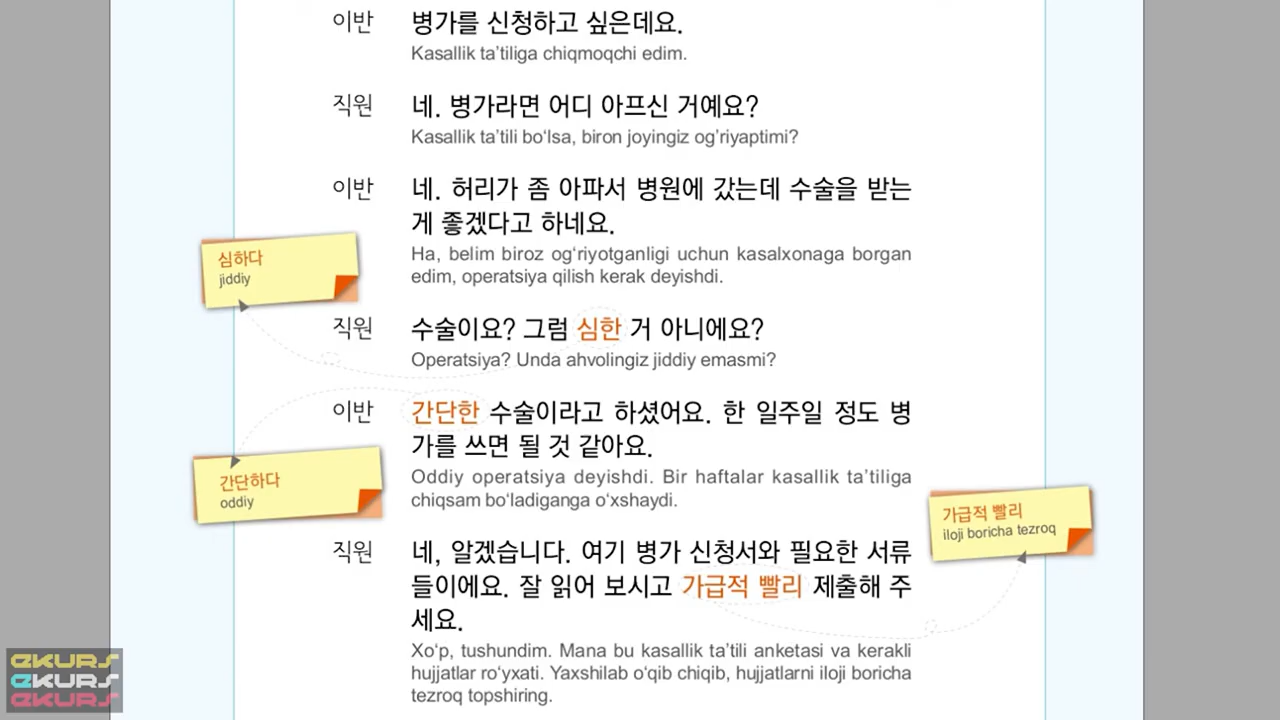 이반 병가를 신청하고 싶은데요.
Kasallik ta’tiliga chiqmoqchi edim.
직원 네. 병가라면 어디 아프신 거예요?
Kasallik ta’tili bo‘lsa, biron joyingiz og’riyaptimi?
이반 네. 허리가 좀 아파서 병원에 갔는데 수술을 받는
게 좋겠다고 하네요.
Ha, belim biroz og‘riyotganligi uchun kasalxonaga borgan
edim, operatsiya qilish kerak deyishdi.
심하다
jiddiy
직원 수술이요? 그럼 심한 거 아니에요?
Operatsiya? Unda ahvolingiz jiddiy emasmi?
이반 간단한 수술이라고 하셨어요. 한 일주일 정도 병
가를 쓰면 될 것 같아요.
Oddiy operatsiya deyishdi. Bir haftalar kasallik ta’tiliga
chiqsam bo‘ladiganga o‘xshaydi.
간단하다
oddiy
가급적 빨리
iloji boricha tezroq
직원 네, 알겠습니다. 여기 병가 신청서와 필요한 서류
들이에요. 잘 읽어 보시고 가급적 빨리 제출해 주
세요.
Xo‘p, tushundim. Mana bu kasallik ta’tili anketasi va kerakli
hujjatlar ro‘yxati. Yaxshilab o‘qib chiqib, hujjatlarni iloji boricha
tezroq topshiring.
EKURS
EKURS
EKURS